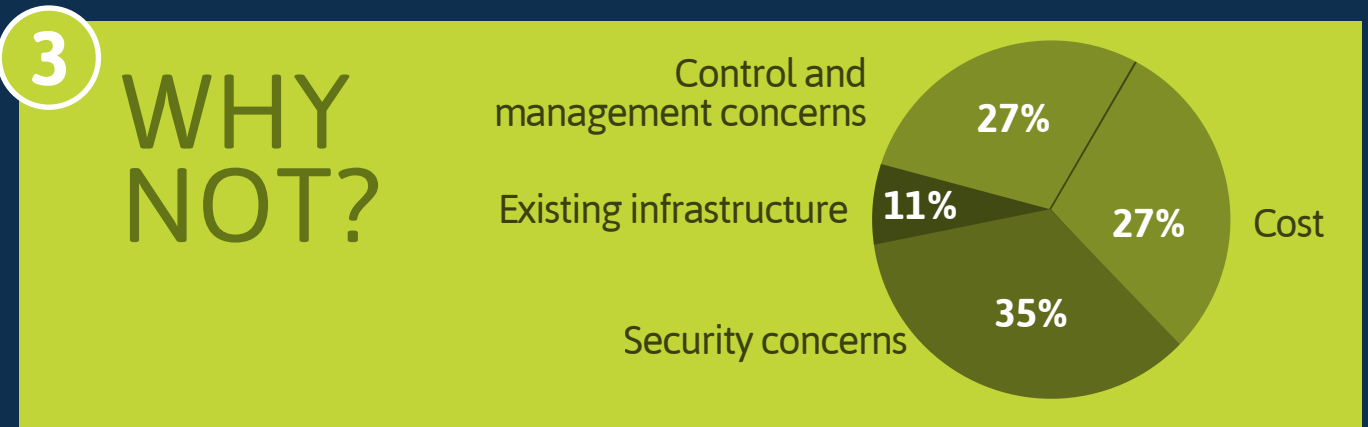 3
WHY
NOT?
Control and
management concerns
27%
Existing infrastructure
11%
27%
Cost
35%
Security concerns